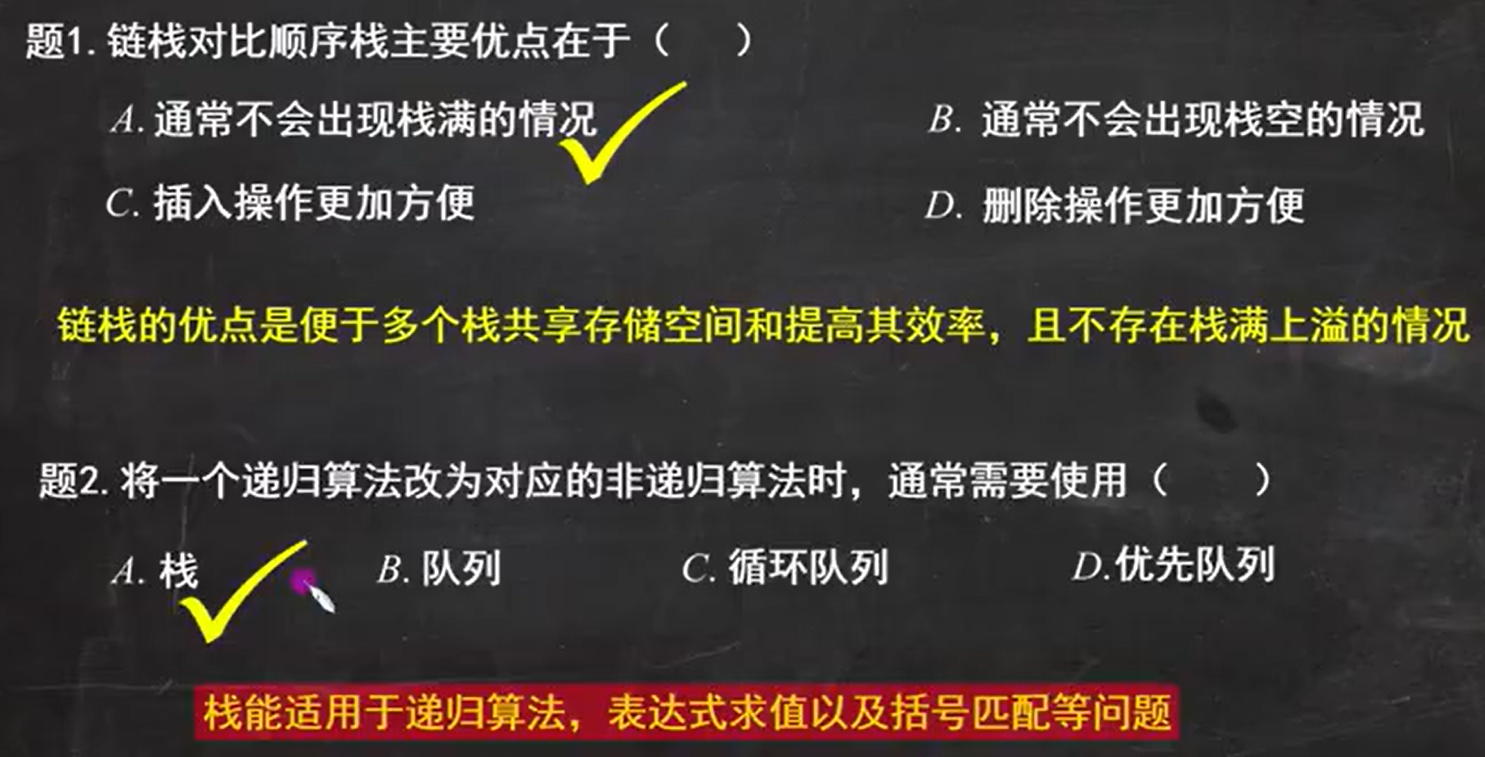 题1. 链栈对比顺序栈主要优点在于（ ）
A. 通常不会出现栈满的情况 B. 通常不会出现栈空的情况
C. 插入操作更加方便 D. 删除操作更加方便
链栈的优点是便于多个栈共享存储空间和提高其效率，且不存在栈满上溢的情况
题2. 将一个递归算法改为对应的非递归算法时，通常需要使用（ ）
A. 栈 B. 队列 C. 循环队列 D.优先队列
栈能适用于递归算法，表达式求值以及括号匹配等问题